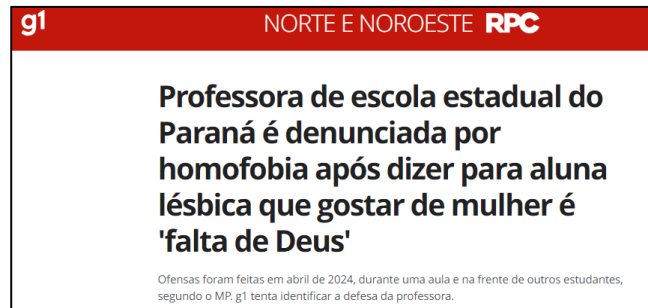 g1 NORTE E NOROESTE RPC
Professora de escola estadual do
Paraná é denunciada por
homofobia após dizer para aluna
lésbica que gostar de mulher é
'falta de Deus'
Ofensas foram feitas em abril de 2024, durante uma aula e na frente de outros estudantes,
segundo o MP. g1 tenta identificar a defesa da professora.